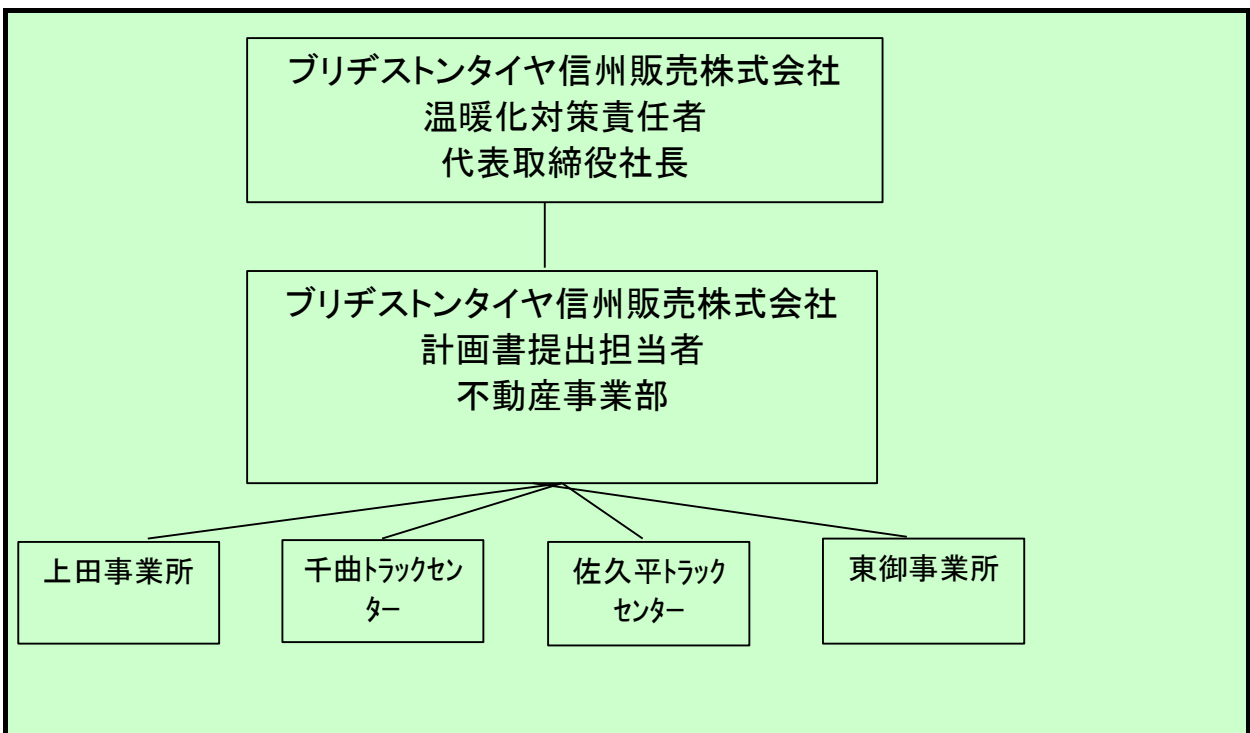 ブリヂストンタイヤ信州販売株式会社
温暖化対策責任者
代表取締役社長
ブリヂストンタイヤ信州販売株式会社
計画書提出担当者
不動産事業部
上田事業所
千曲ﾄﾗｯｸｾﾝ
ﾀｰ
佐久平ﾄﾗｯｸ
ｾﾝﾀｰ
東御事業所